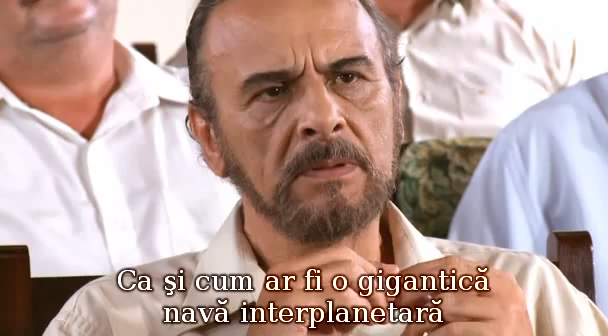 Ca şi cum ar fi o gigantică
navă interplanetară